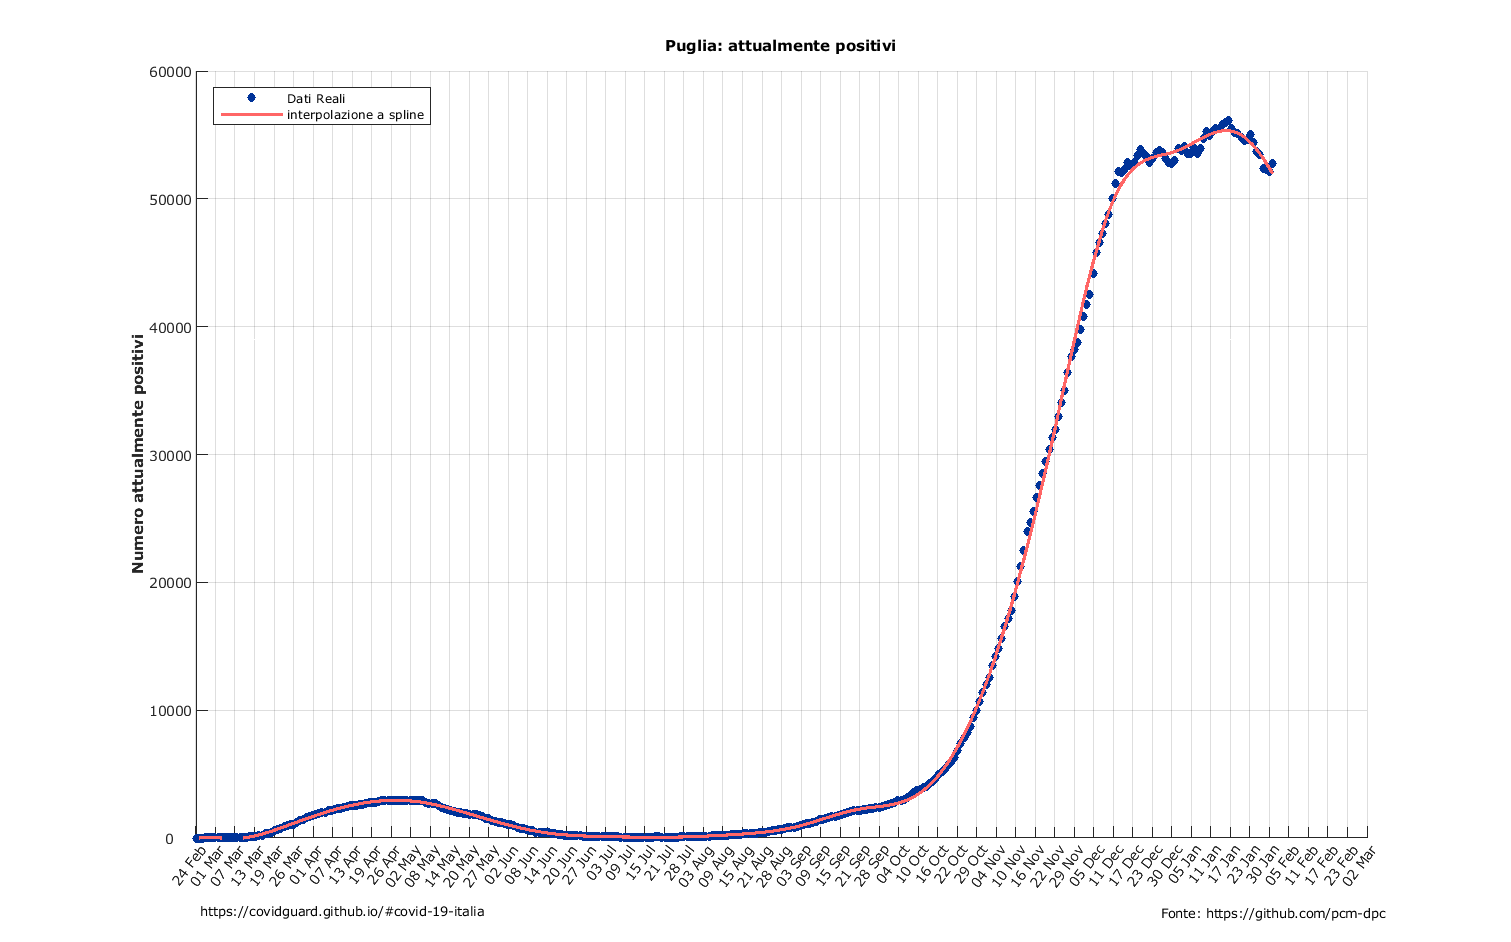 Puglia: attualmente positivi
60000
50000
40000
30000
20000
10000
0
Numero attualmente positivi
Dati Reali
interpolazione a spline
24 Feb
01 Mar
07 Mar
13 Mar
19 Mar
26 Mar
01 Apr
07 Apr
13 Apr
19 Apr
26 Apr
02 May
08 May
14 May
20 May
27 May
02 Jun
08 Jun
14 Jun
20 Jun
27 Jun
03 Jul
09 Jul
15 Jul
21 Jul
28 Jul
03 Aug
09 Aug
15 Aug
21 Aug
28 Aug
03 Sep
09 Sep
15 Sep
21 Sep
28 Sep
04 Oct
10 Oct
16 Oct
22 Oct
29 Oct
04 Nov
10 Nov
16 Nov
22 Nov
29 Nov
05 Dec
11 Dec
17 Dec
23 Dec
30 Dec
05 Jan
11 Jan
17 Jan
23 Jan
30 Jan
05 Feb
11 Feb
17 Feb
23 Feb
02 Mar
https://covidguard.github.io/#covid-19-italia
Fonte: https://github.com/pcm-dpc